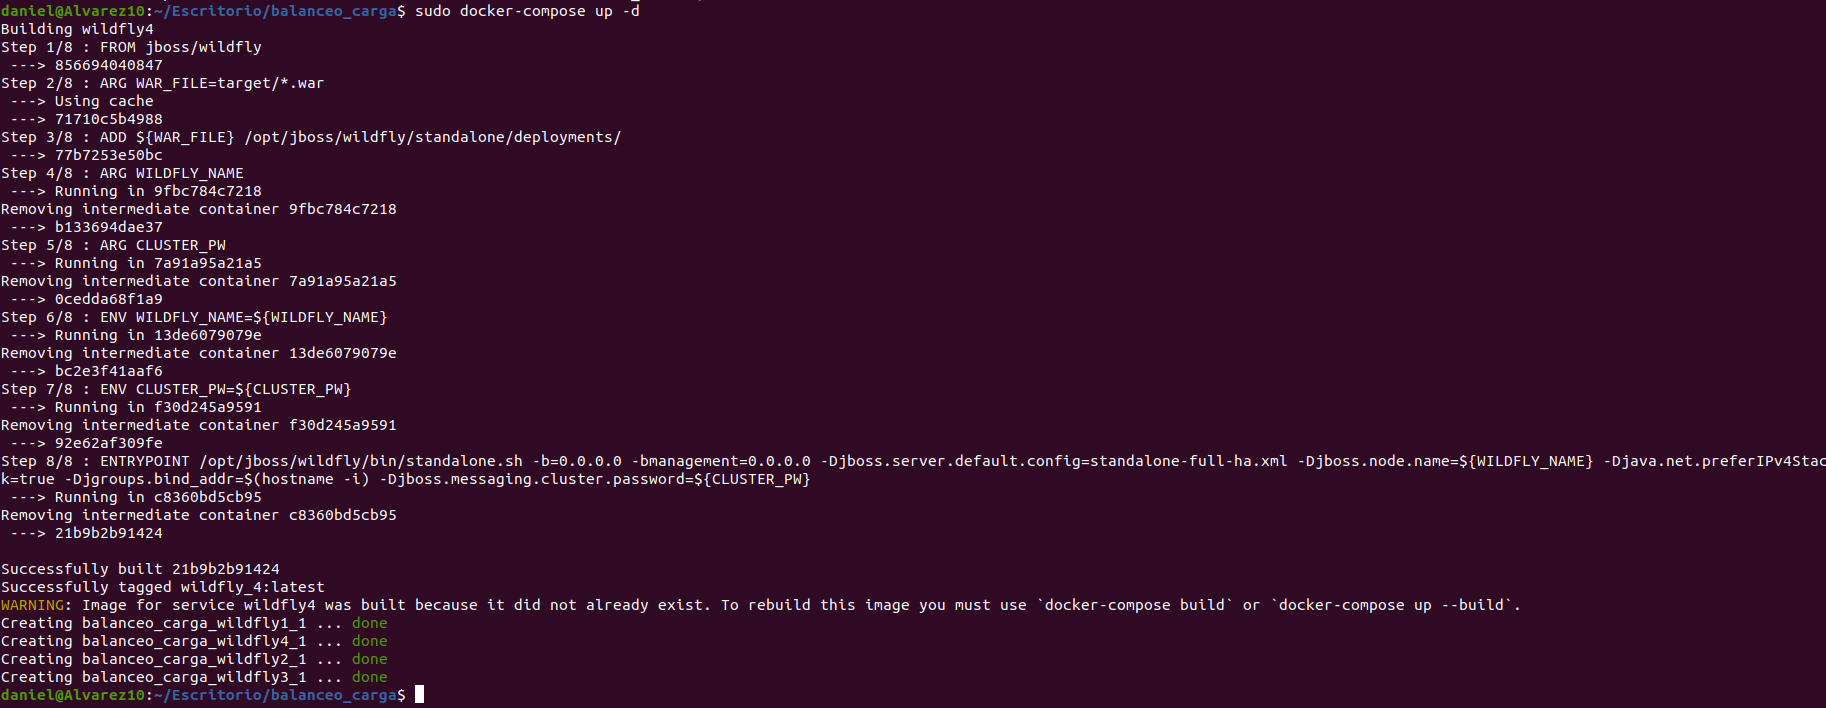 daniel@Alvarez10:~/Escritorio/balanceo_carga$ sudo docker-compose up -d
Building wildfly4
Step 1/8 : FROM jboss/wildfly
 ---> 856694040847
Step 2/8 : ARG WAR_FILE=target/*.war
 ---> Using cache
 ---> 71710c5b4988
Step 3/8 : ADD ${WAR_FILE} /opt/jboss/wildfly/standalone/deployments/
 ---> 77b7253e50bc
Step 4/8 : ARG WILDFLY_NAME
 ---> Running in 9fbc784c7218
Removing intermediate container 9fbc784c7218
 ---> b133694dae37
Step 5/8 : ARG CLUSTER_PW
 ---> Running in 7a91a95a21a5
Removing intermediate container 7a91a95a21a5
 ---> 0cedda68f1a9
Step 6/8 : ENV WILDFLY_NAME=${WILDFLY_NAME}
 ---> Running in 13de6079079e
Removing intermediate container 13de6079079e
 ---> bc2e3f41aaf6
Step 7/8 : ENV CLUSTER_PW=${CLUSTER_PW}
 ---> Running in f30d245a9591
Removing intermediate container f30d245a9591
 ---> 92e62af309fe
Step 8/8 : ENTRYPOINT /opt/jboss/wildfly/bin/standalone.sh -b=0.0.0.0 -bmanagement=0.0.0.0 -Djboss.server.default.config=standalone-full-ha.xml -Djboss.node.name=${WILDFLY_NAME} -Djava.net.preferIPv4Stac
k=true -Djgroups.bind_addr=$(hostname -i) -Djboss.messaging.cluster.password=${CLUSTER_PW}
 ---> Running in c8360bd5cb95
Removing intermediate container c8360bd5cb95
 ---> 21b9b2b91424

Successfully built 21b9b2b91424
Successfully tagged wildfly_4:latest
WARNING: Image for service wildfly4 was built because it did not already exist. To rebuild this image you must use `docker-compose build` or `docker-compose up --build`.
Creating balanceo_carga_wildfly1_1 ... done
Creating balanceo_carga_wildfly4_1 ... done
Creating balanceo_carga_wildfly2_1 ... done
Creating balanceo_carga_wildfly3_1 ... done
daniel@Alvarez10:~/Escritorio/balanceo_carga$